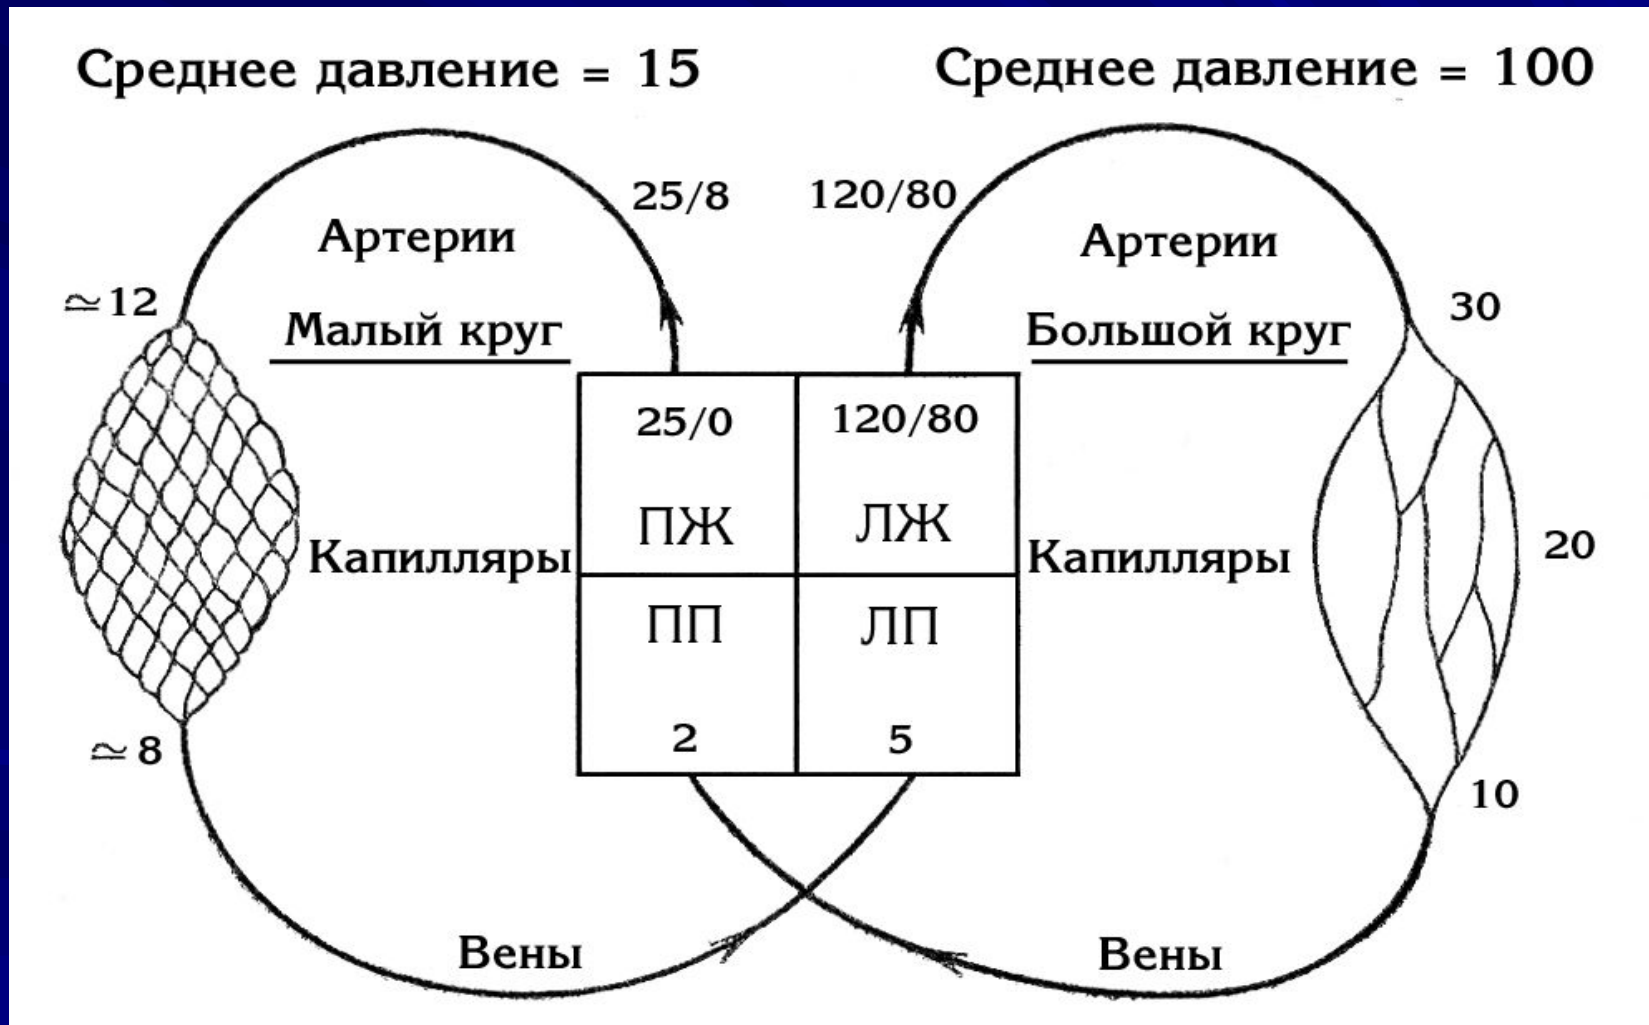 Среднее давление = 15
Среднее давление = 100
25/8
120/80
Артерии
Артерии
≃ 12
30
Малый круг
Большой круг
25/0
120/80
ПЖ
ЛЖ
Капилляры
Капилляры
20
ПП
ЛП
2
5
≃ 8
10
Вены
Вены